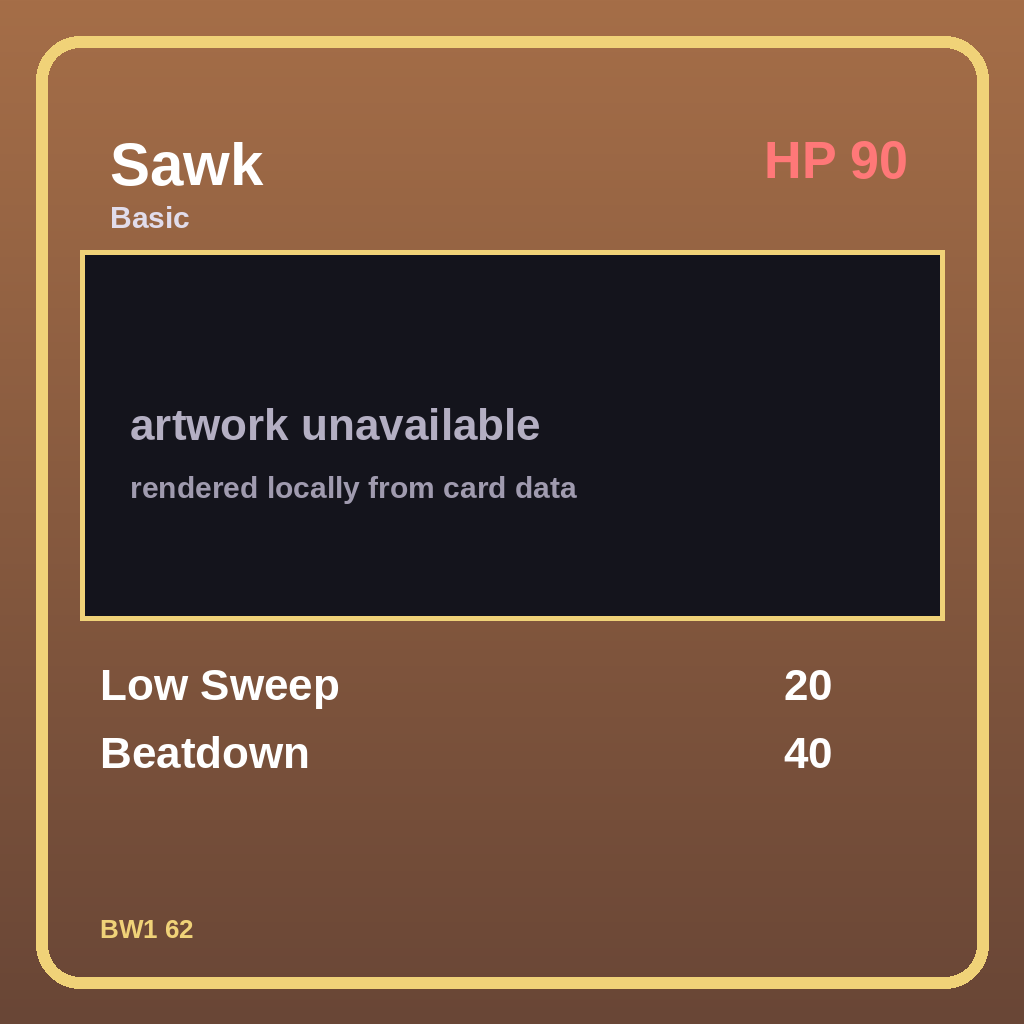 Sawk
HP 90
Basic
artwork unavailable
rendered locally from card data
Low Sweep 20
Beatdown 40
BW1 62